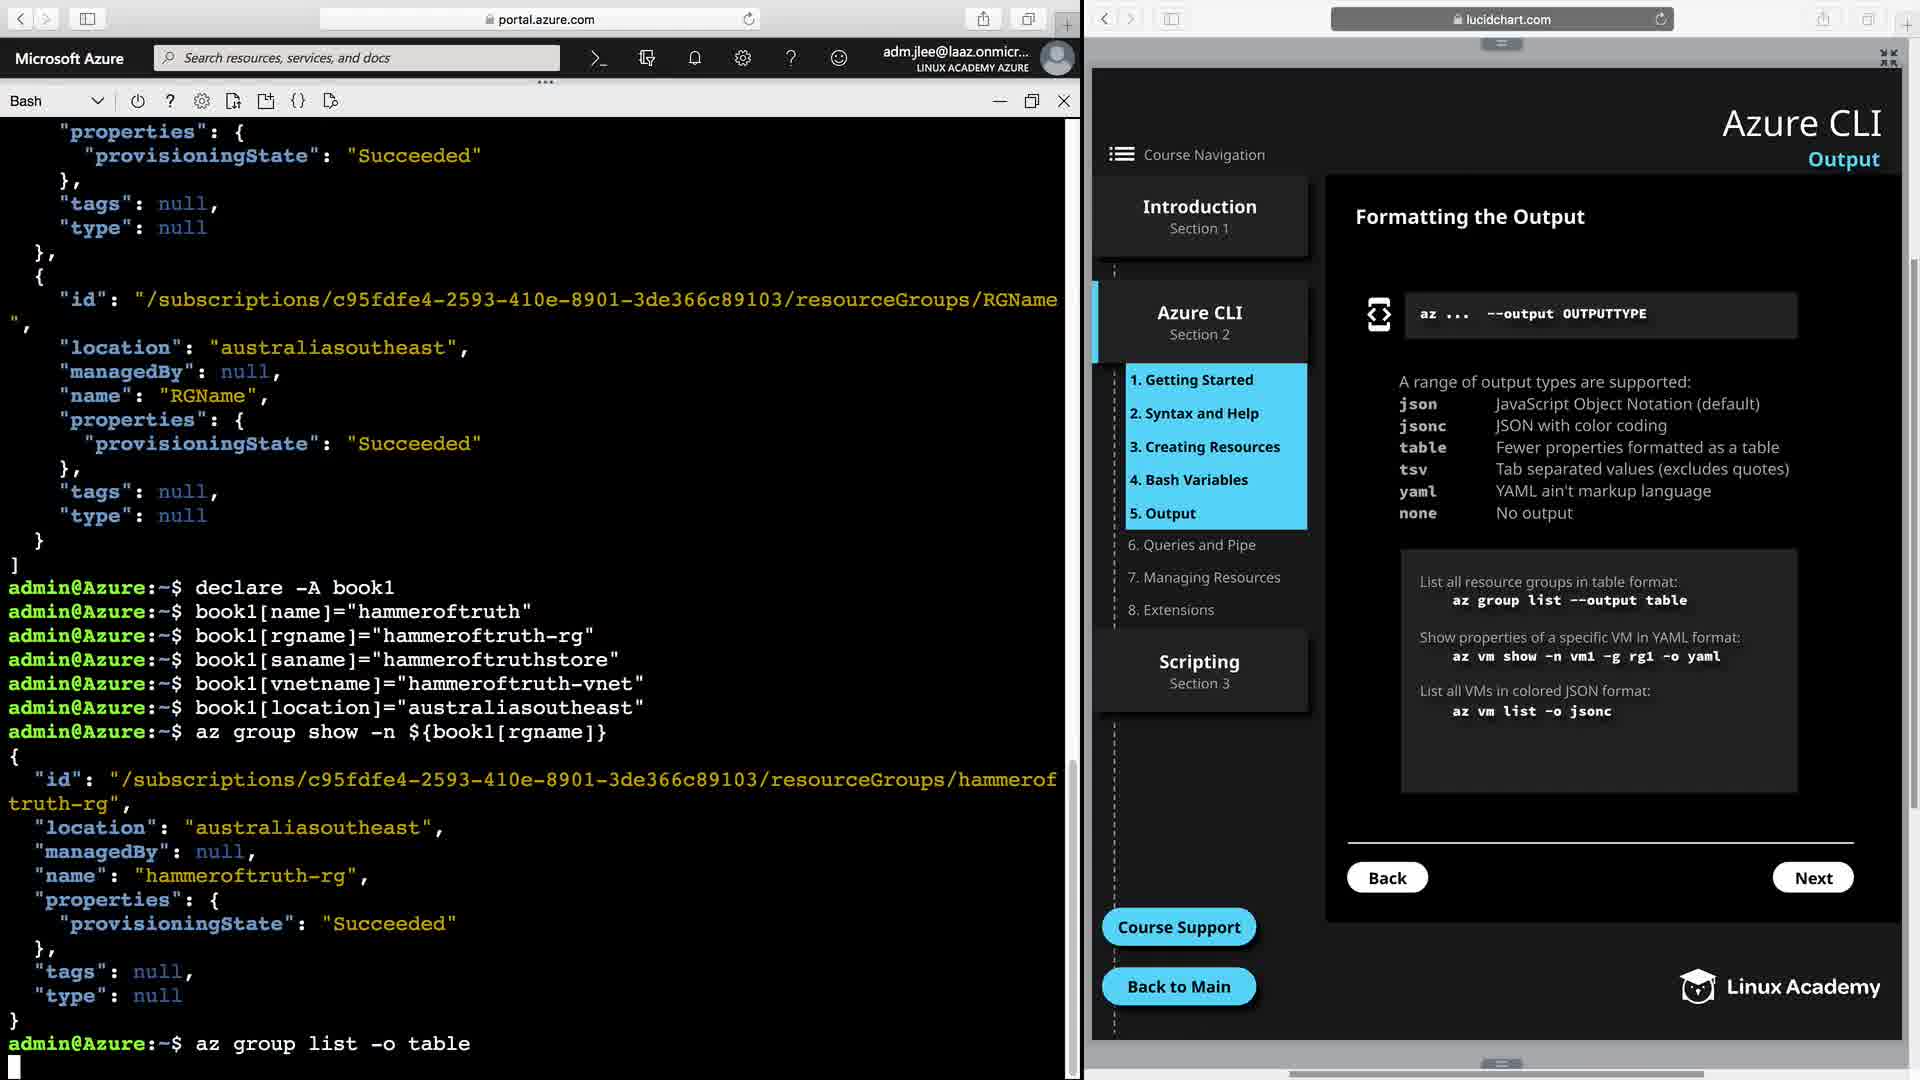 portal.azure.com
Microsoft Azure
Search resources, services, and docs
adm.jlee@laaz.onmicr...
LINUX ACADEMY AZURE
Bash
"properties": {
"provisioningState": "Succeeded"
},
"tags": null,
"type": null
},
{
"id": "/subscriptions/c95fdfe4-2593-410e-8901-3de366c89103/resourceGroups/RGName
",
"location": "australiasoutheast",
"managedBy": null,
"name": "RGName",
"properties": {
"provisioningState": "Succeeded"
},
"tags": null,
"type": null
}
]
admin@Azure:~$ declare -A book1
admin@Azure:~$ book1[name]="hammeroftruth"
admin@Azure:~$ book1[rgname]="hammeroftruth-rg"
admin@Azure:~$ book1[saname]="hammeroftruthstore"
admin@Azure:~$ book1[vnetname]="hammeroftruth-vnet"
admin@Azure:~$ book1[location]="australiasoutheast"
admin@Azure:~$ az group show -n ${book1[rgname]}
{
"id": "/subscriptions/c95fdfe4-2593-410e-8901-3de366c89103/resourceGroups/hammerof
truth-rg",
"location": "australiasoutheast",
"managedBy": null,
"name": "hammeroftruth-rg",
"properties": {
"provisioningState": "Succeeded"
},
"tags": null,
"type": null
}
admin@Azure:~$ az group list -o table
lucidchart.com
Azure CLI
Output
Course Navigation
Introduction
Section 1
Azure CLI
Section 2
1. Getting Started
2. Syntax and Help
3. Creating Resources
4. Bash Variables
5. Output
6. Queries and Pipe
7. Managing Resources
8. Extensions
Scripting
Section 3
Course Support
Back to Main
Formatting the Output
az ... --output OUTPUTTYPE
A range of output types are supported:
json JavaScript Object Notation (default)
jsonc JSON with color coding
table Fewer properties formatted as a table
tsv Tab separated values (excludes quotes)
yaml YAML ain't markup language
none No output
List all resource groups in table format:
az group list --output table
Show properties of a specific VM in YAML format:
az vm show -n vm1 -g rg1 -o yaml
List all VMs in colored JSON format:
az vm list -o jsonc
Back
Next
Linux Academy